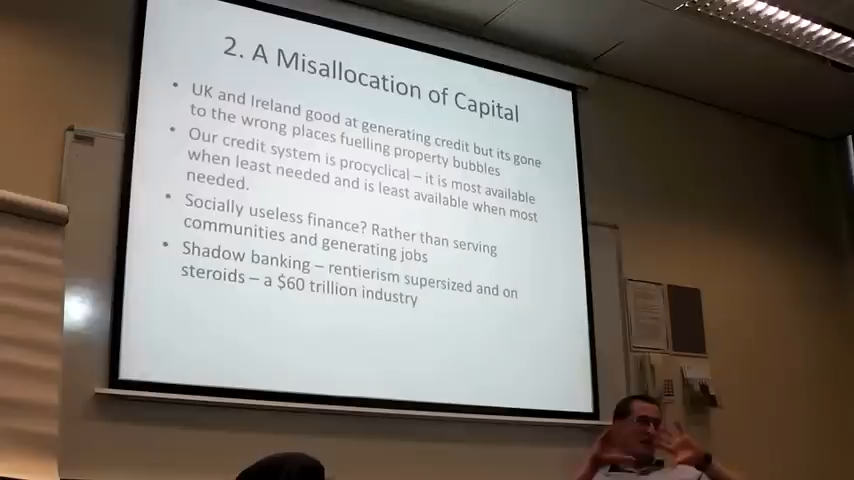 2. A Misallocation of Capital
• UK and Ireland good at generating credit but its gone
to the wrong places fuelling property bubbles
• Our credit system is procyclical – it is most available
when least needed and is least available when most
needed.
• Socially useless finance? Rather than serving
communities and generating jobs
• Shadow banking – rentierism supersized and on
steroids – a $60 trillion industry